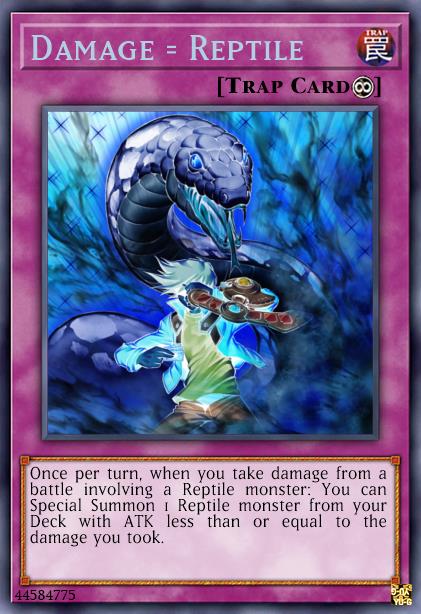 Damage = Reptile
TRAP
罠
[Trap Card]
Once per turn, when you take damage from a
battle involving a Reptile monster: You can
Special Summon 1 Reptile monster from your
Deck with ATK less than or equal to the
damage you took.
44584775